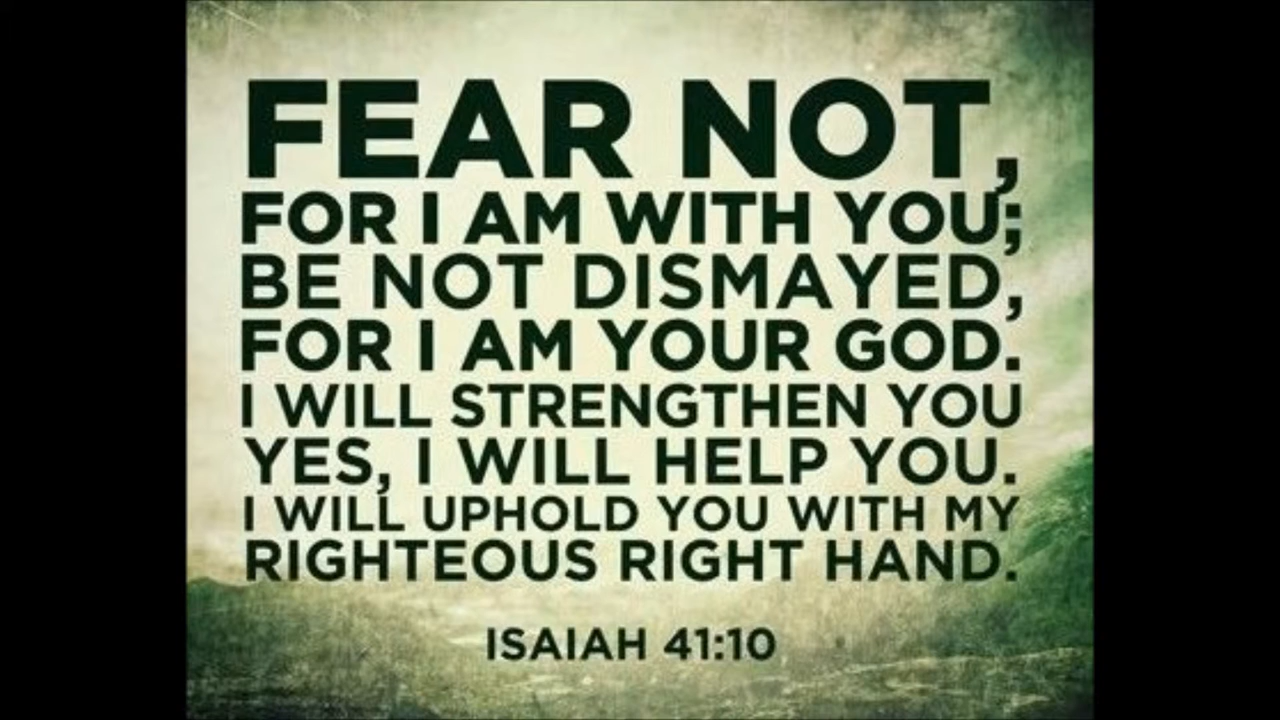 FEAR NOT,
FOR I AM WITH YOU;
BE NOT DISMAYED,
FOR I AM YOUR GOD.
I WILL STRENGTHEN YOU
YES, I WILL HELP YOU.
I WILL UPHOLD YOU WITH MY
RIGHTEOUS RIGHT HAND.
ISAIAH 41:10